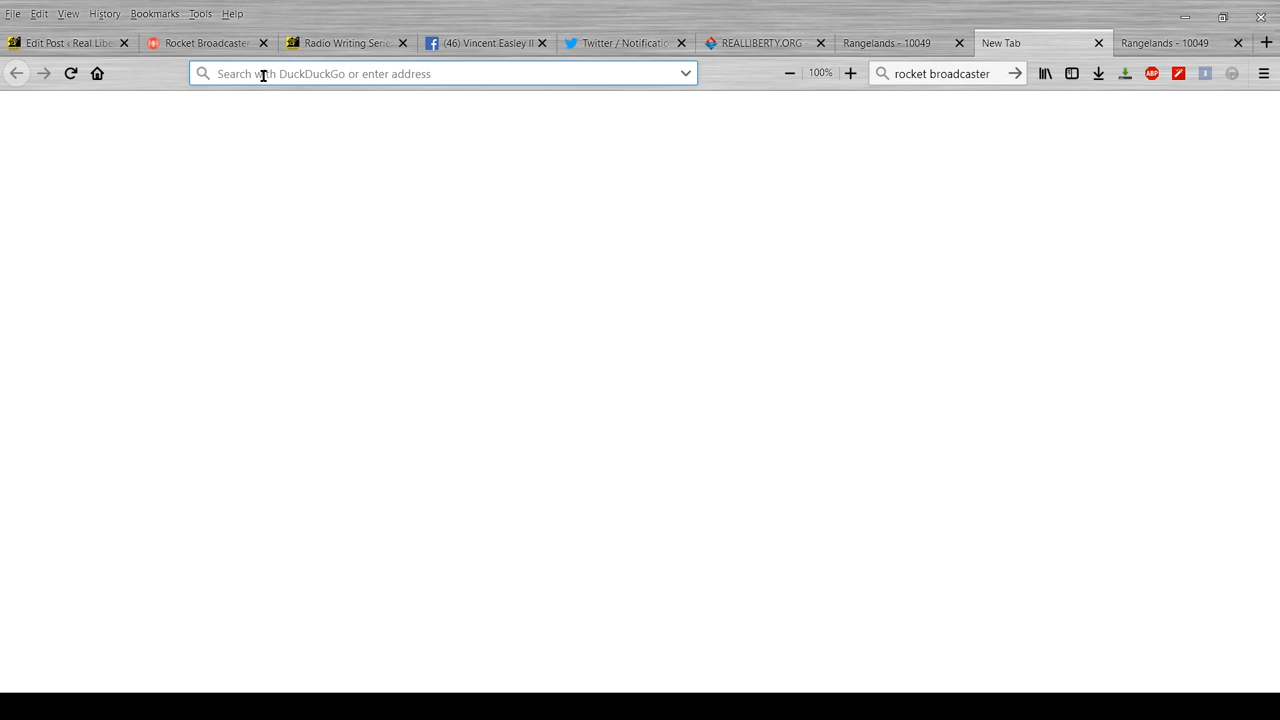 File Edit View History Bookmarks Tools Help
Edit Post ‹ Real Libe Rocket Broadcaster Radio Writing Serie (46) Vincent Easley II Twitter / Notificatio REALLIBERTY.ORG - Rangelands - 10049 New Tab Rangelands - 10049
Search with DuckDuckGo or enter address 100% rocket broadcaster ABP